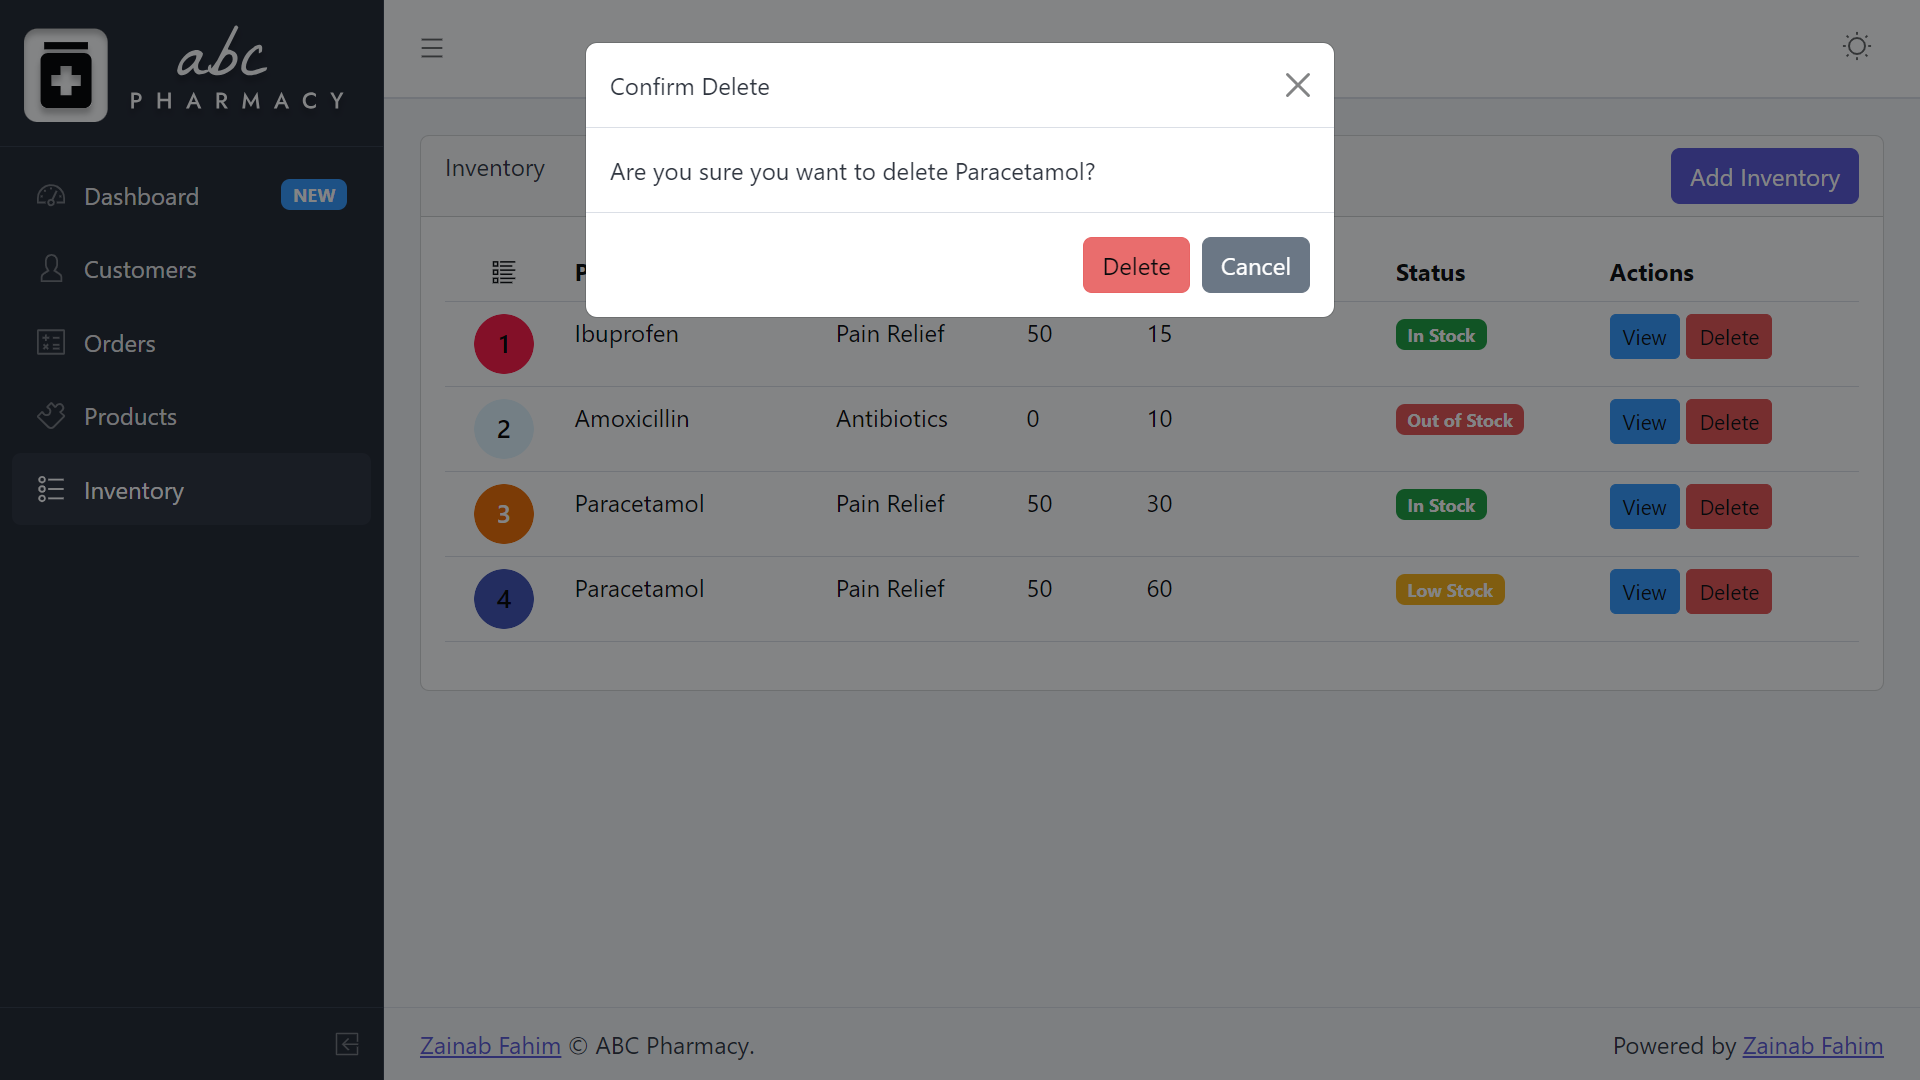 abc
PHARMACY
Dashboard NEW
Customers
Orders
Products
Inventory
Confirm Delete
Are you sure you want to delete Paracetamol?
Delete Cancel
Inventory Add Inventory
Status Actions
1 Ibuprofen Pain Relief 50 15 In Stock View Delete
2 Amoxicillin Antibiotics 0 10 Out of Stock View Delete
3 Paracetamol Pain Relief 50 30 In Stock View Delete
4 Paracetamol Pain Relief 50 60 Low Stock View Delete
Zainab Fahim © ABC Pharmacy. Powered by Zainab Fahim